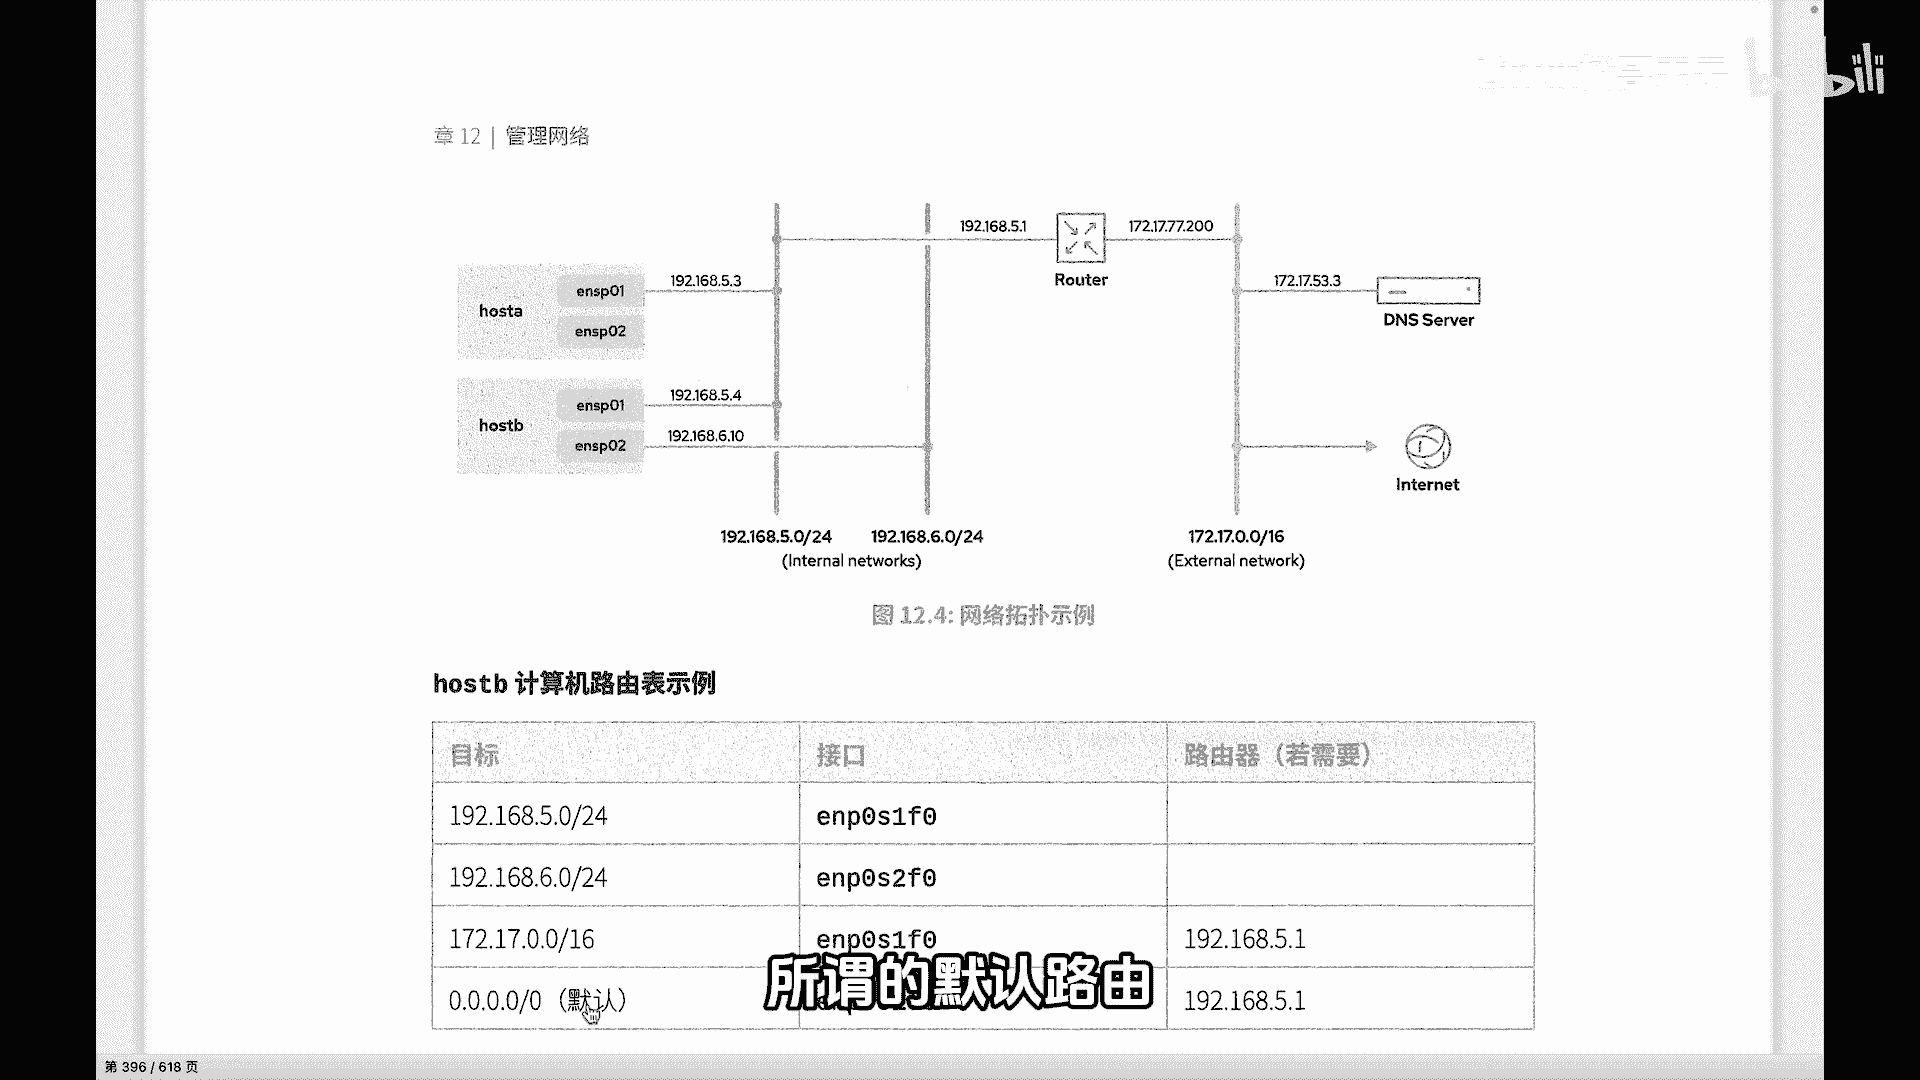 章 12 | 管理网络
192.168.5.1
172.17.77.200
Router
hosta
ensp01
192.168.5.3
ensp02
172.17.53.3
DNS Server
hostb
ensp01
192.168.5.4
ensp02
192.168.6.10
Internet
192.168.5.0/24
192.168.6.0/24
(Internal networks)
172.17.0.0/16
(External network)
图 12.4: 网络拓扑示例
hostb 计算机路由表示例
目标 接口 路由器（若需要）
192.168.5.0/24 enp0s1f0
192.168.6.0/24 enp0s2f0
172.17.0.0/16 enp0s1f0 192.168.5.1
0.0.0.0/0（默认） 192.168.5.1
所谓的默认路由
第 396 / 618 页